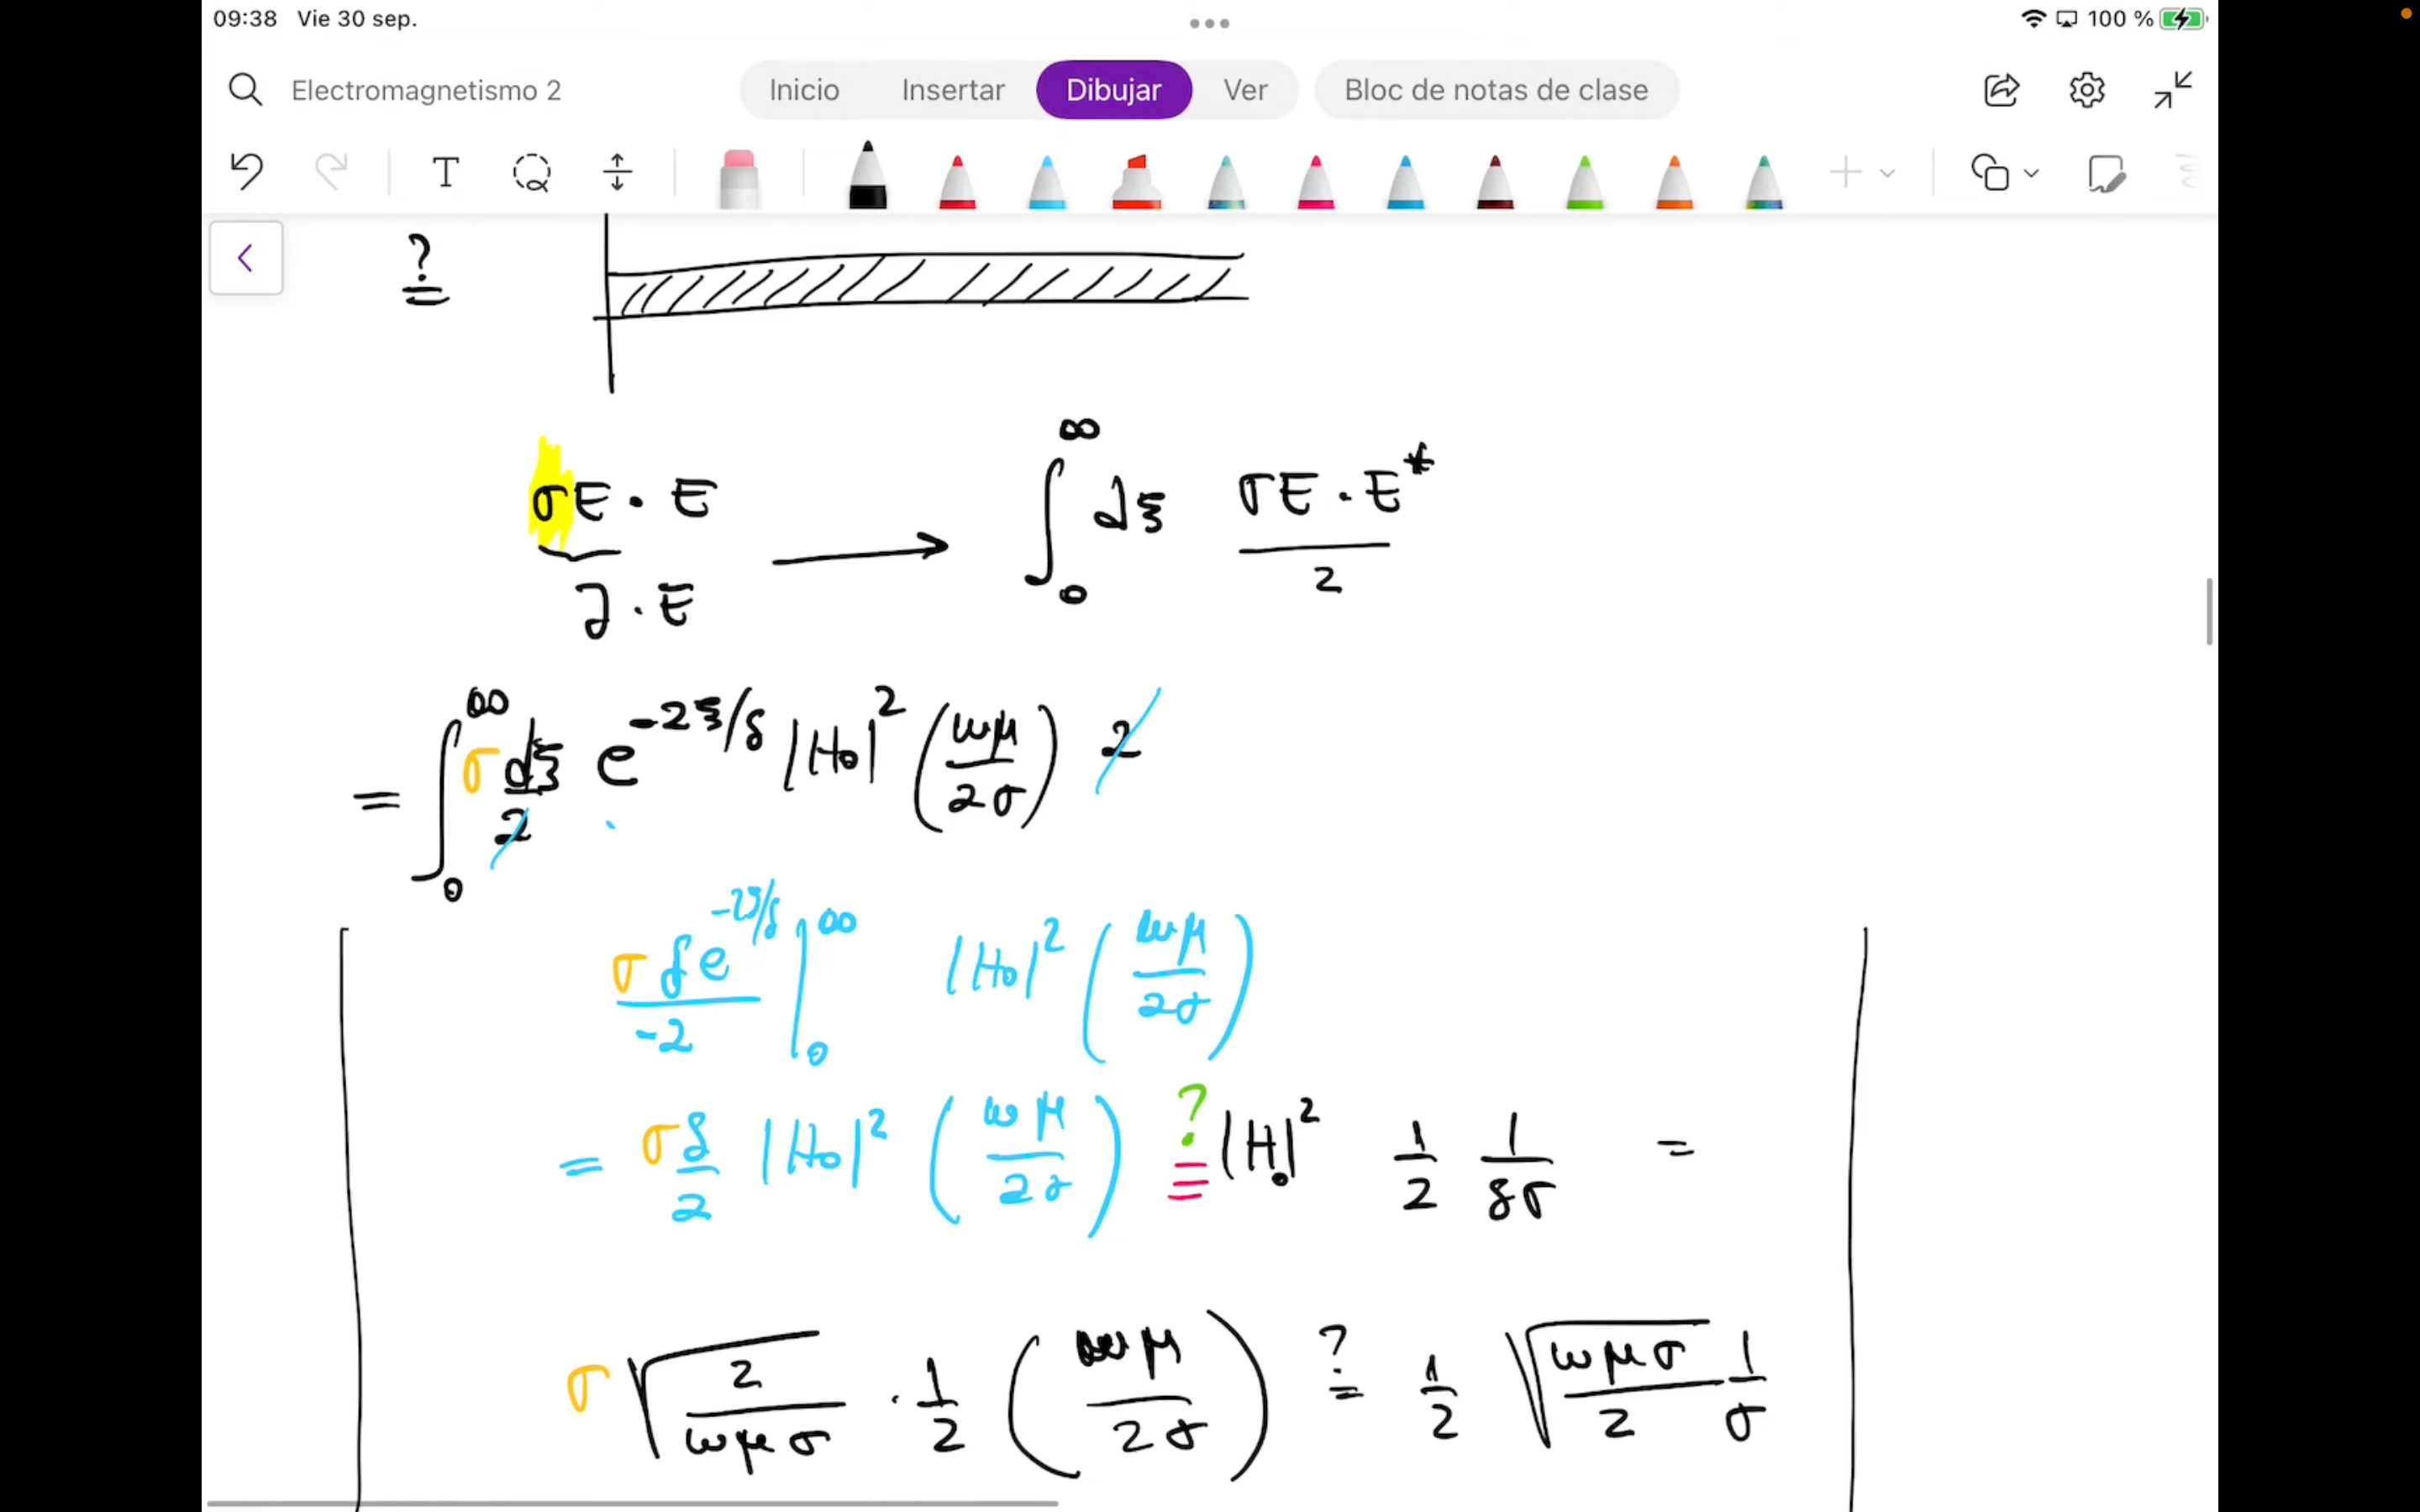 09:38 Vie 30 sep.
100 %
Electromagnetismo 2
Inicio Insertar Dibujar Ver Bloc de notas de clase
T
?
=
σE · E ⟶ ∫₀^∞ dξ σE · E* / 2
J · E
= ∫₀^∞ σ dξ/2 e^(-2ξ/δ) |H₀|² (ωμ/2σ) 2
σδe^(-2ξ/δ)/-2 |₀^∞ |H₀|² (ωμ/2σ)
= σ δ/2 |H₀|² (ωμ/2σ) ?= |H₀|² 1/2 1/δσ =
σ √(2/ωμσ) · 1/2 (ωμ/2σ) ?= 1/2 √(ωμσ/2) 1/σ